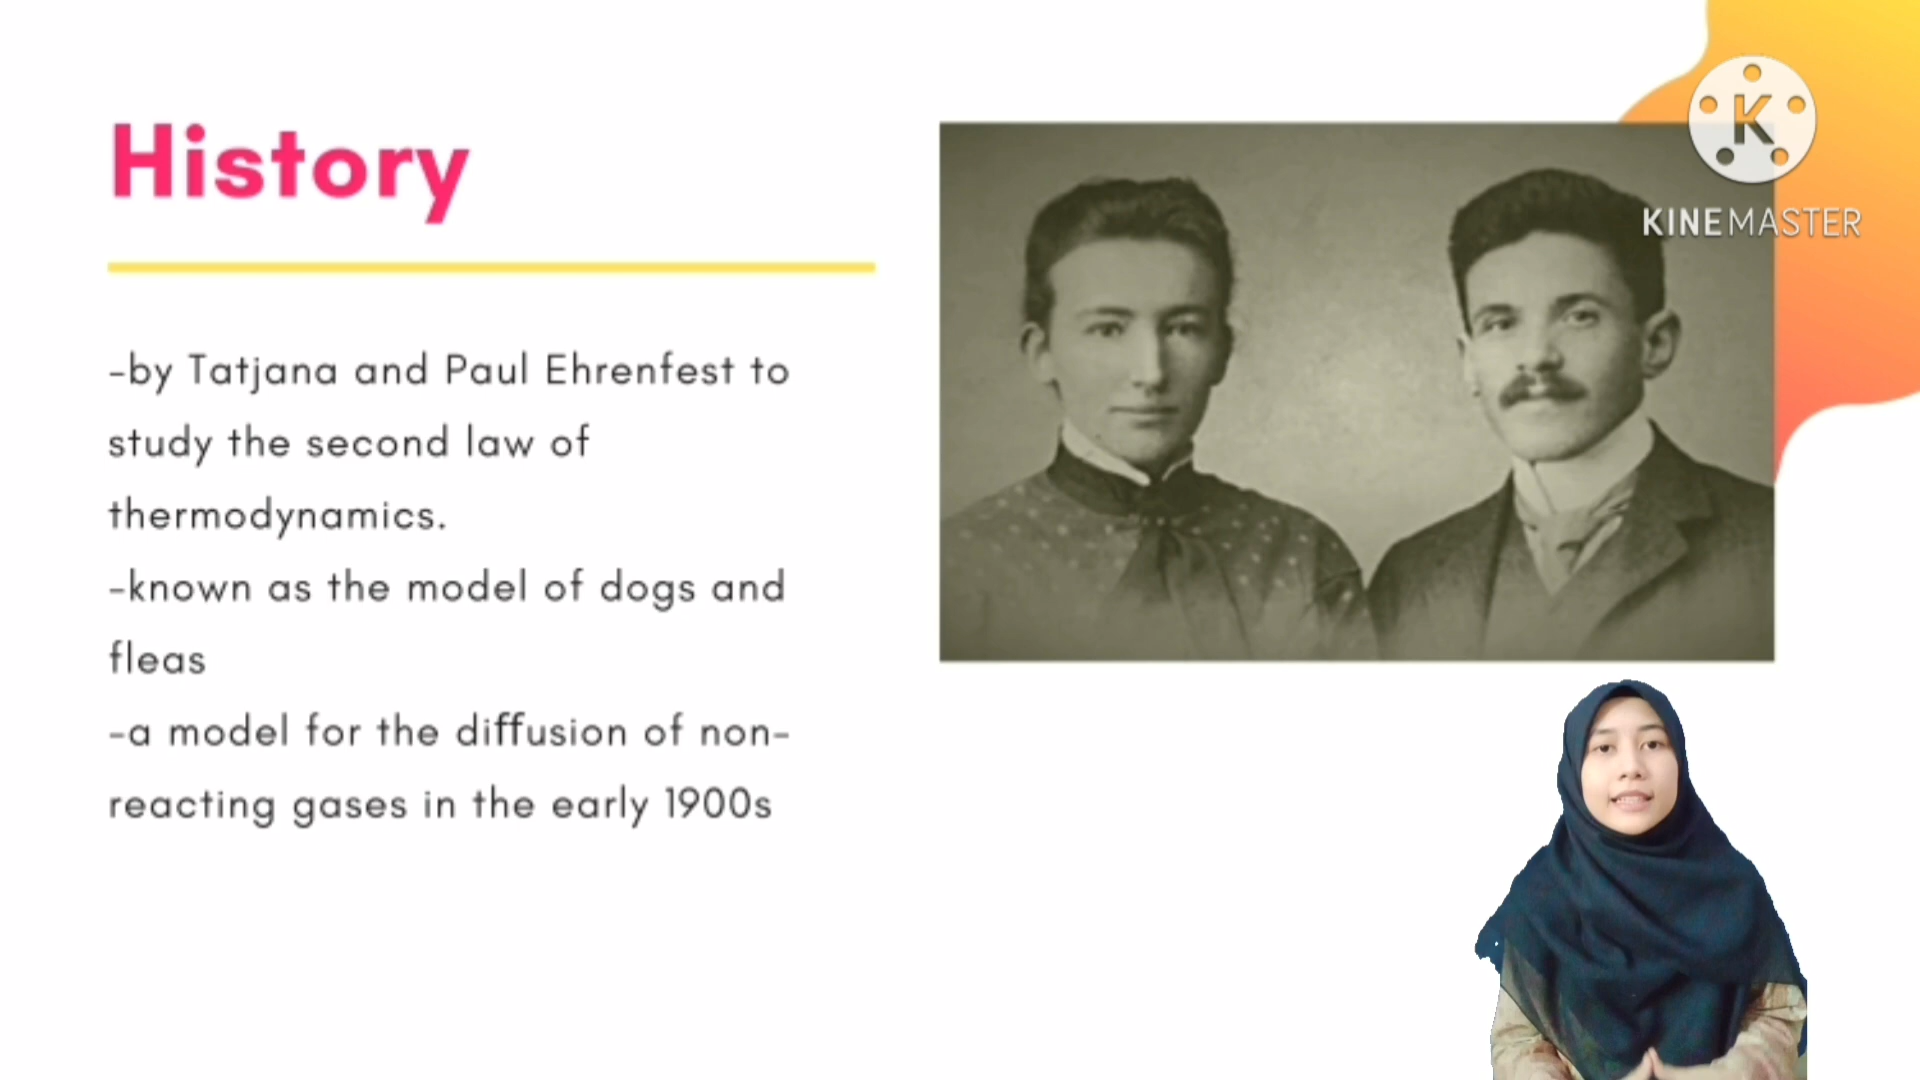 History
-by Tatjana and Paul Ehrenfest to
study the second law of
thermodynamics.
-known as the model of dogs and
fleas
-a model for the diffusion of non-
reacting gases in the early 1900s
K
KINEMASTER